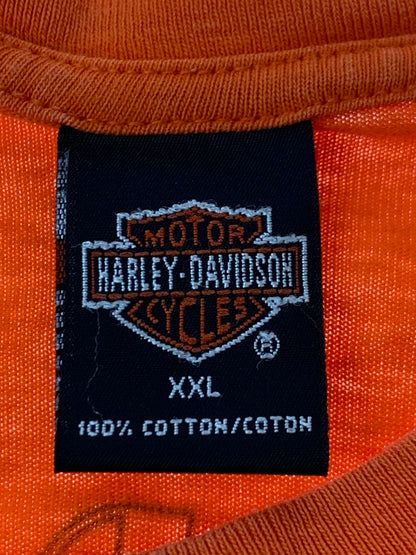 MOTOR
HARLEY-DAVIDSON
CYCLES
®
XXL
100% COTTON/COTON